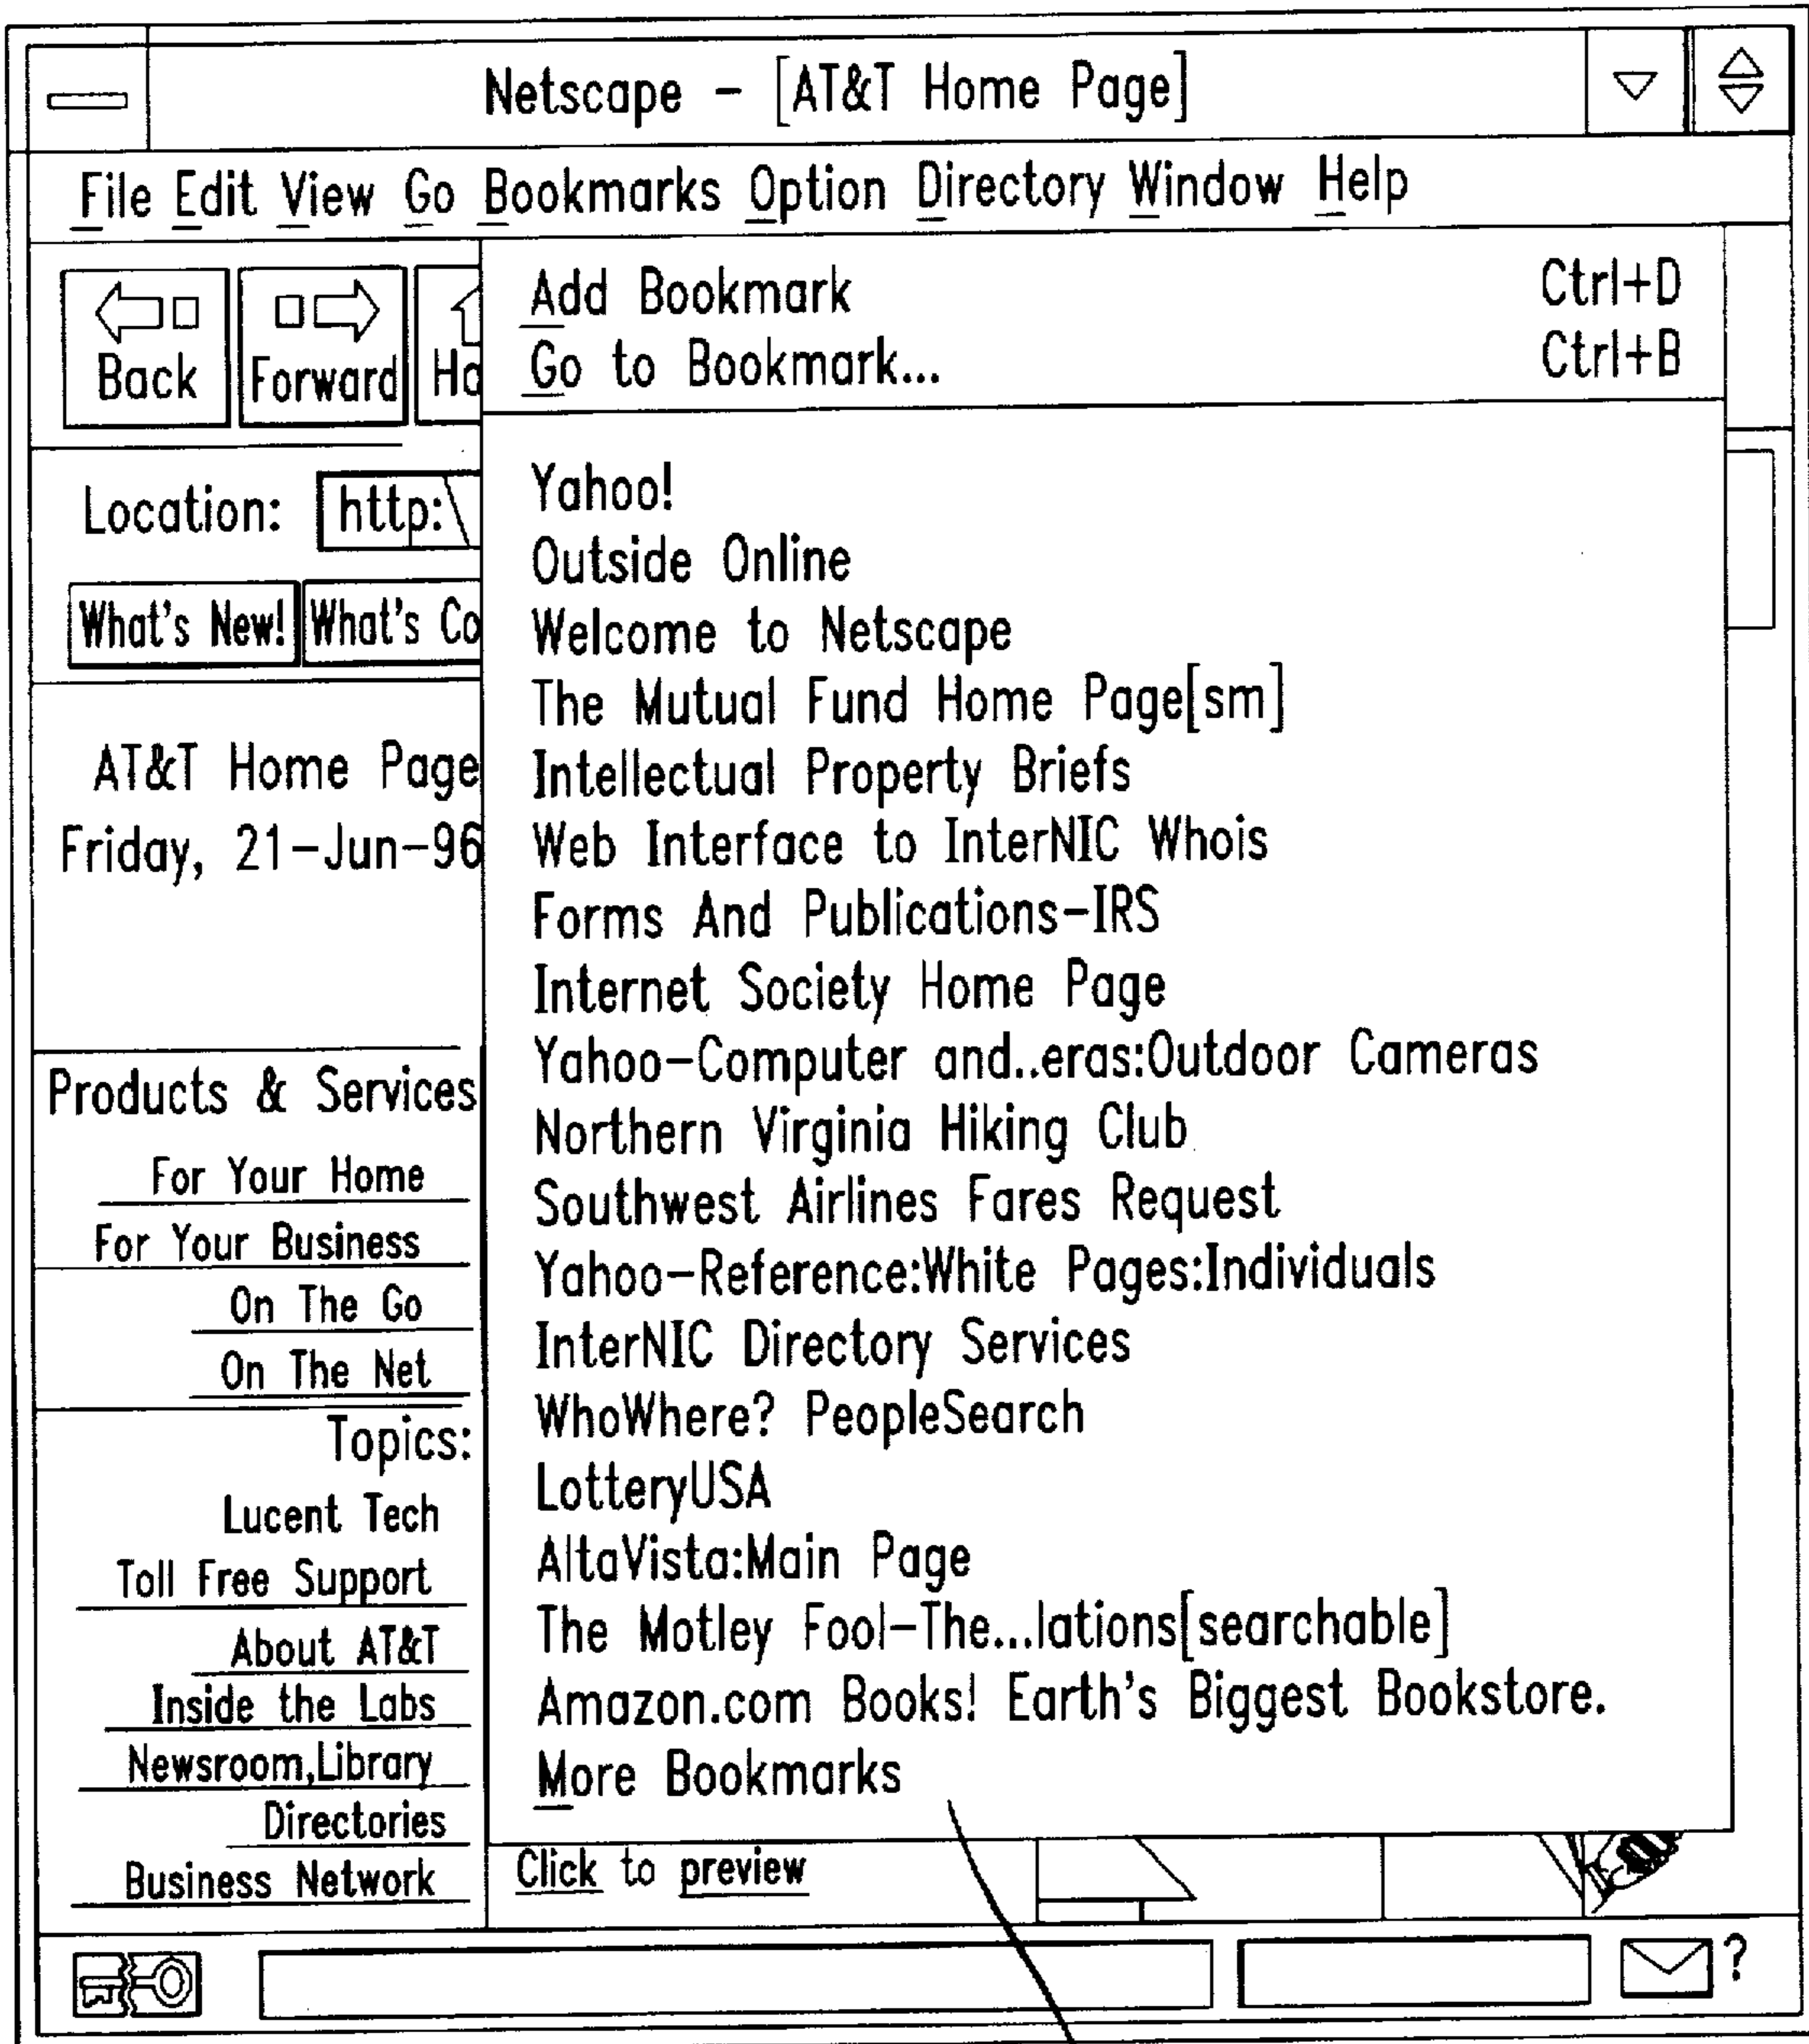 Netscape – [AT&T Home Page]
File Edit View Go Bookmarks Option Directory Window Help
Back Forward
Add Bookmark Ctrl+D
Go to Bookmark... Ctrl+B
Location: http:\
What's New! What's Co
Yahoo!
Outside Online
Welcome to Netscape
The Mutual Fund Home Page[sm]
Intellectual Property Briefs
Web Interface to InterNIC Whois
Forms And Publications–IRS
Internet Society Home Page
Yahoo–Computer and..eras:Outdoor Cameras
Northern Virginia Hiking Club
Southwest Airlines Fares Request
Yahoo–Reference:White Pages:Individuals
InterNIC Directory Services
WhoWhere? PeopleSearch
LotteryUSA
AltaVista:Main Page
The Motley Fool–The...lations[searchable]
Amazon.com Books! Earth's Biggest Bookstore.
More Bookmarks
AT&T Home Page
Friday, 21–Jun–96
Products & Services
For Your Home
For Your Business
On The Go
On The Net
Topics:
Lucent Tech
Toll Free Support
About AT&T
Inside the Labs
Newsroom,Library
Directories
Business Network
Click to preview
?